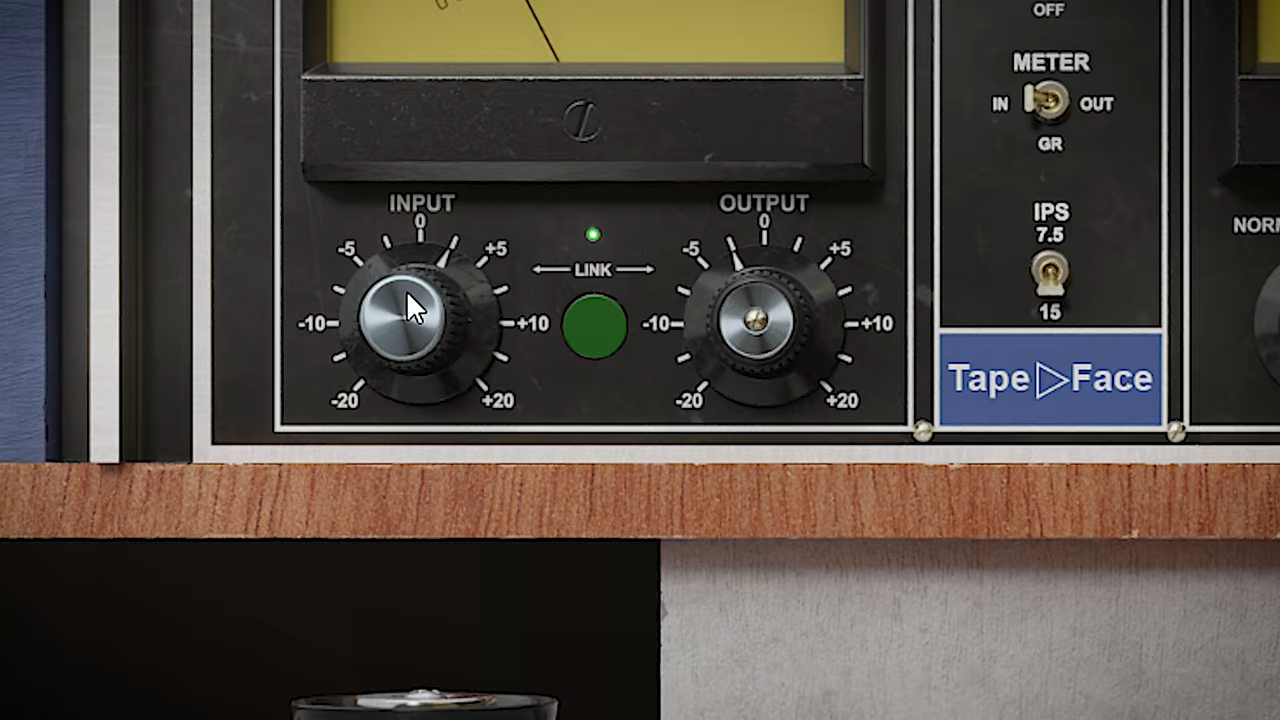 OFF
METER
IN OUT
GR
INPUT
0
-5 +5
-10 +10
-20 +20
LINK
OUTPUT
0
-5 +5
-10 +10
-20 +20
IPS
7.5
15
Tape Face